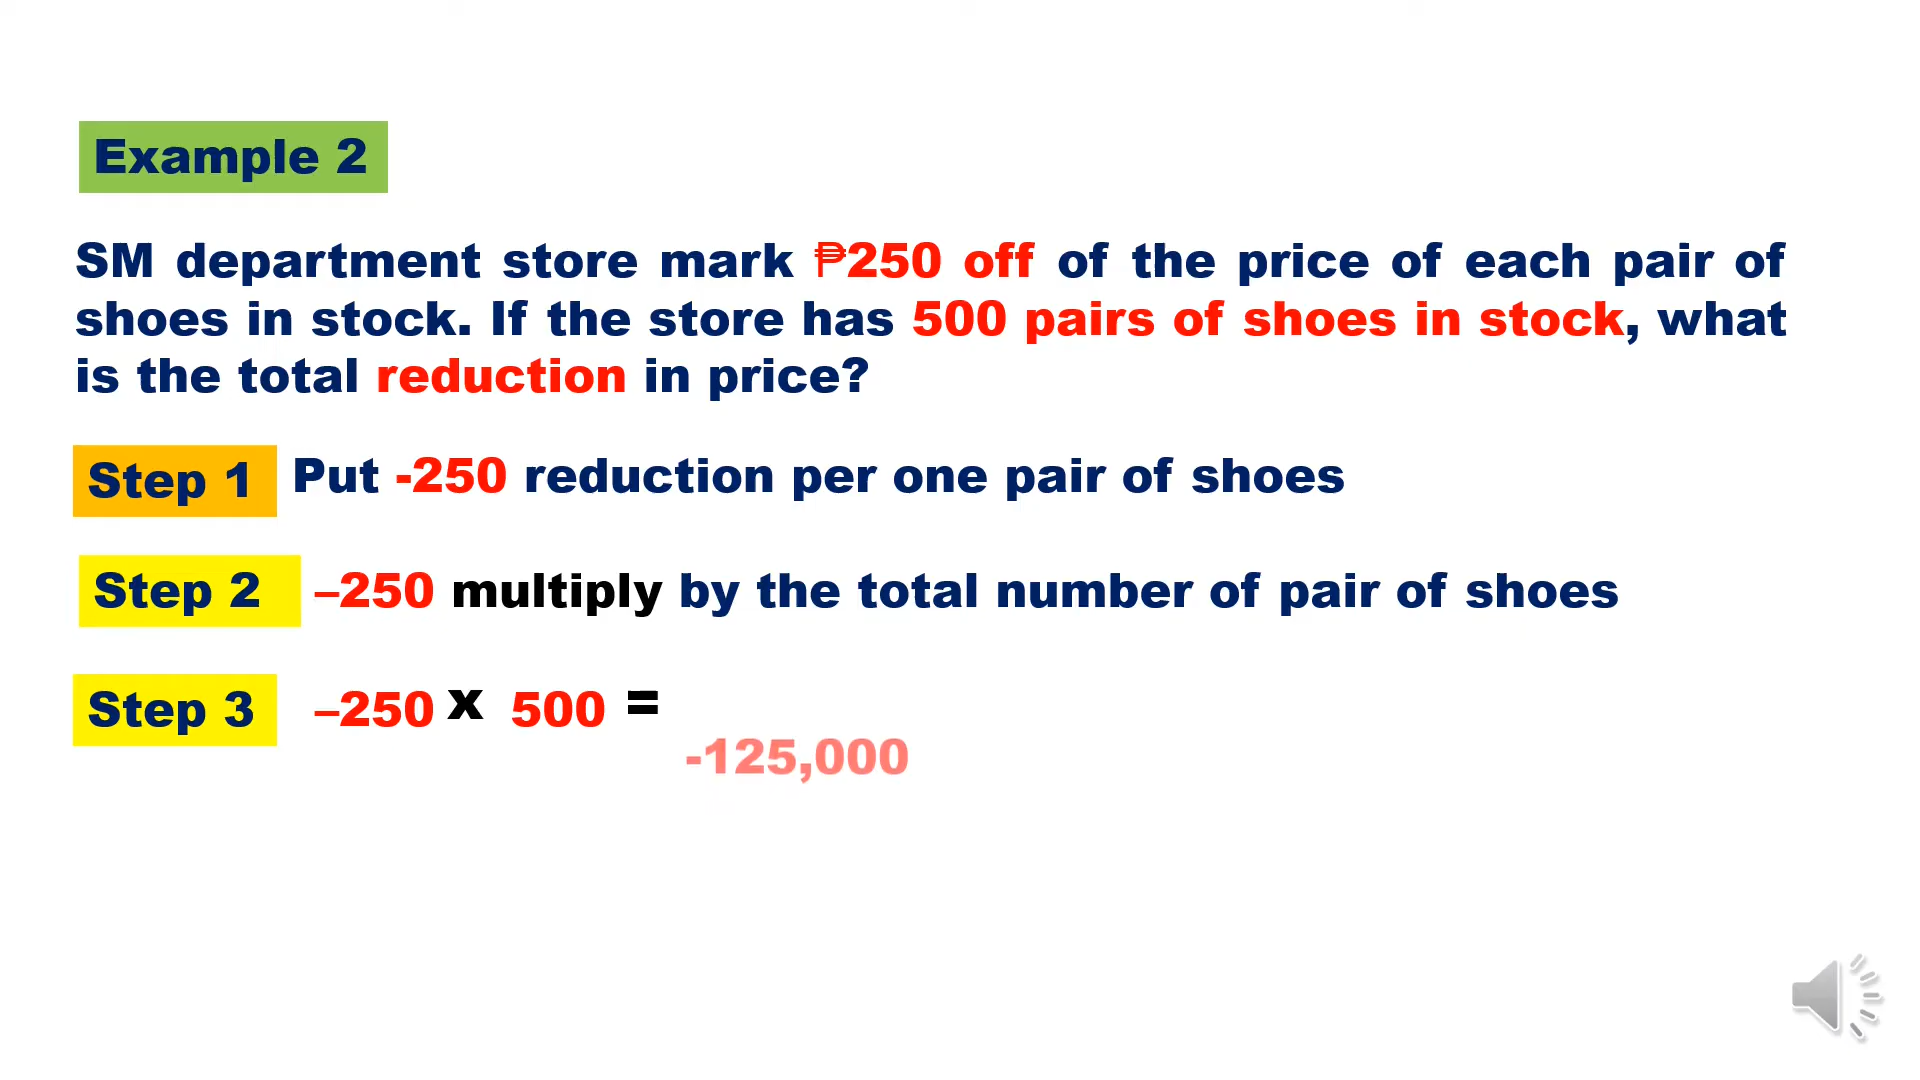 Example 2
SM department store mark ₱250 off of the price of each pair of
shoes in stock. If the store has 500 pairs of shoes in stock, what
is the total reduction in price?
Step 1 Put -250 reduction per one pair of shoes
Step 2 –250 multiply by the total number of pair of shoes
Step 3 –250 x 500 =
-125,000